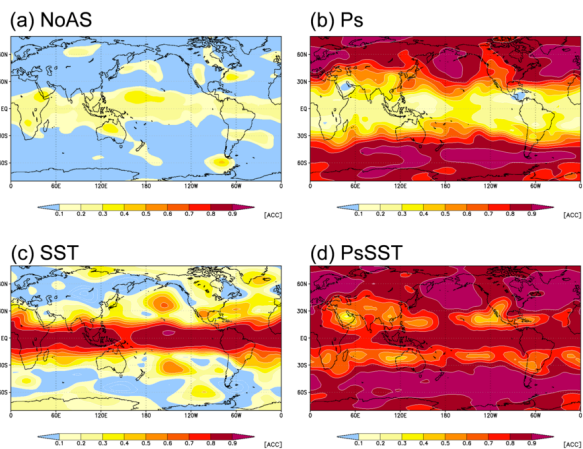 (a) NoAS
(b) Ps
60N
30N
EQ
30S
60S
0 60E 120E 180 120W 60W 0
60N
30N
EQ
30S
60S
0 60E 120E 180 120W 60W 0
0.1 0.2 0.3 0.4 0.5 0.6 0.7 0.8 0.9 [ACC]
0.1 0.2 0.3 0.4 0.5 0.6 0.7 0.8 0.9 [ACC]
(c) SST
(d) PsSST
60N
30N
EQ
30S
60S
0 60E 120E 180 120W 60W 0
60N
30N
EQ
30S
60S
0 60E 120E 180 120W 60W 0
0.1 0.2 0.3 0.4 0.5 0.6 0.7 0.8 0.9 [ACC]
0.1 0.2 0.3 0.4 0.5 0.6 0.7 0.8 0.9 [ACC]